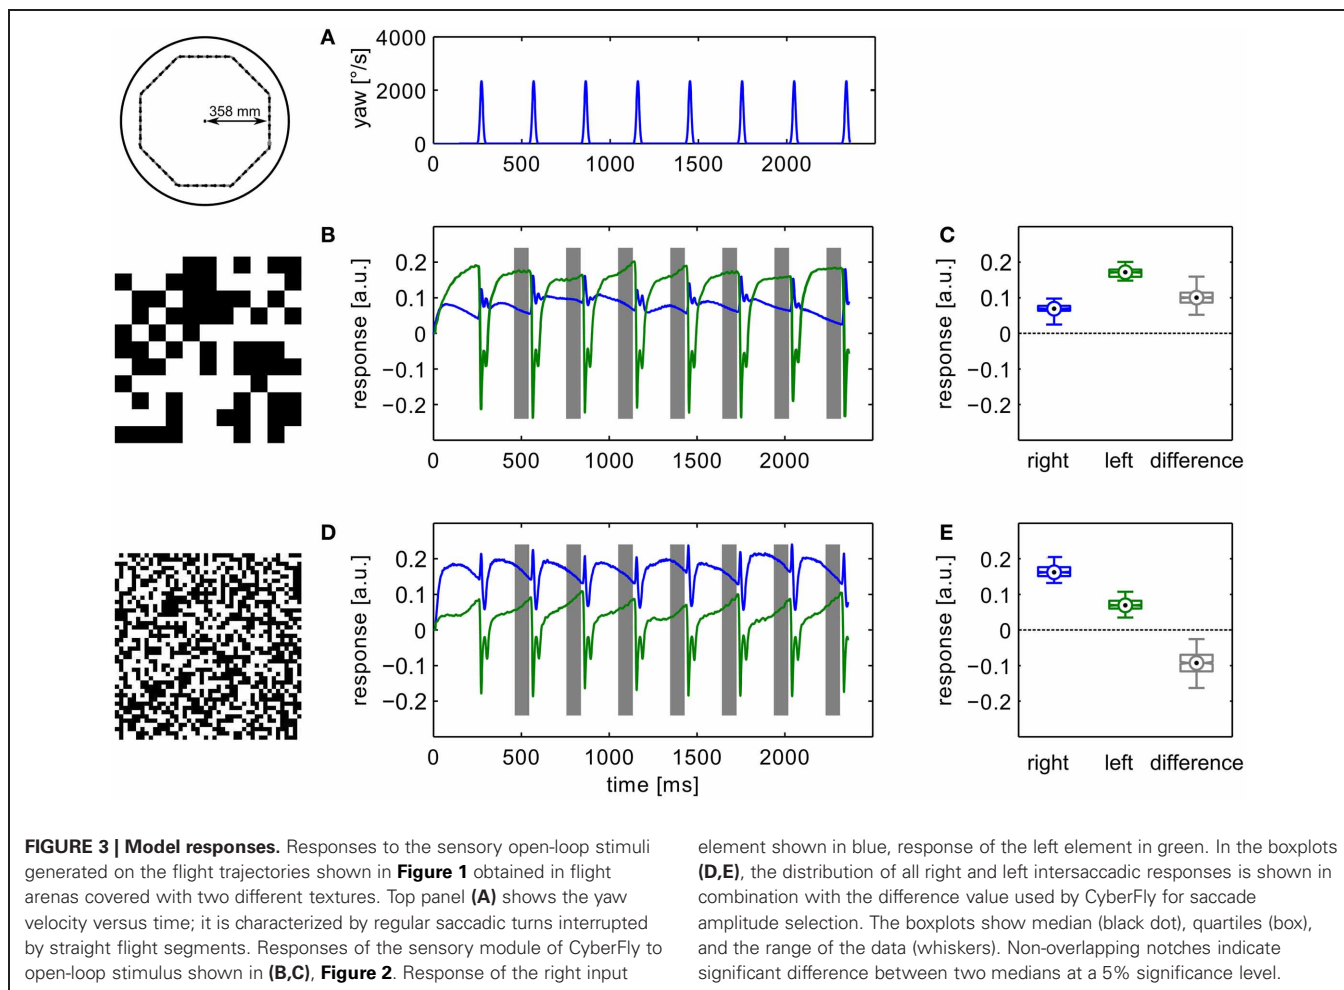 A
yaw [°/s]
4000
2000
0
0 500 1000 1500 2000
358 mm
B
response [a.u.]
0.2
0.1
0
−0.1
−0.2
0 500 1000 1500 2000
C
response [a.u.]
0.2
0.1
0
−0.1
−0.2
right left difference
D
response [a.u.]
0.2
0.1
0
−0.1
−0.2
0 500 1000 1500 2000
time [ms]
E
response [a.u.]
0.2
0.1
0
−0.1
−0.2
right left difference
FIGURE 3 | Model responses. Responses to the sensory open-loop stimuli
generated on the flight trajectories shown in Figure 1 obtained in flight
arenas covered with two different textures. Top panel (A) shows the yaw
velocity versus time; it is characterized by regular saccadic turns interrupted
by straight flight segments. Responses of the sensory module of CyberFly to
open-loop stimulus shown in (B,C), Figure 2. Response of the right input
element shown in blue, response of the left element in green. In the boxplots
(D,E), the distribution of all right and left intersaccadic responses is shown in
combination with the difference value used by CyberFly for saccade
amplitude selection. The boxplots show median (black dot), quartiles (box),
and the range of the data (whiskers). Non-overlapping notches indicate
significant difference between two medians at a 5% significance level.